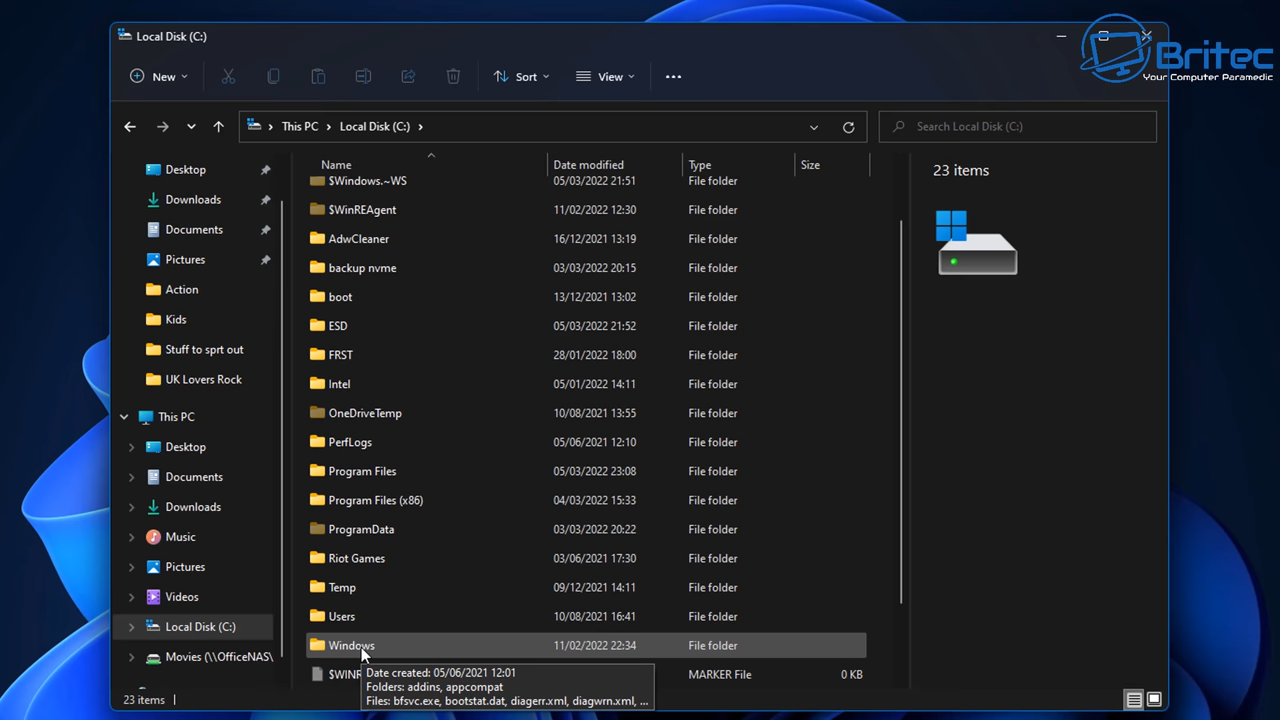 Local Disk (C:)
Britec
Your Computer Paramedic
New
Sort
View
This PC > Local Disk (C:) >
Search Local Disk (C:)
Name Date modified Type Size
23 items
Desktop
Downloads
Documents
Pictures
Action
Kids
Stuff to sprt out
UK Lovers Rock
This PC
Desktop
Documents
Downloads
Music
Pictures
Videos
Local Disk (C:)
Movies (\\OfficeNAS\
$Windows.~WS 05/03/2022 21:51 File folder
$WinREAgent 11/02/2022 12:30 File folder
AdwCleaner 16/12/2021 13:19 File folder
backup nvme 03/03/2022 20:15 File folder
boot 13/12/2021 13:02 File folder
ESD 05/03/2022 21:52 File folder
FRST 28/01/2022 18:00 File folder
Intel 05/01/2022 14:11 File folder
OneDriveTemp 10/08/2021 13:55 File folder
PerfLogs 05/06/2021 12:10 File folder
Program Files 05/03/2022 23:08 File folder
Program Files (x86) 04/03/2022 15:33 File folder
ProgramData 03/03/2022 20:22 File folder
Riot Games 03/06/2021 17:30 File folder
Temp 09/12/2021 14:11 File folder
Users 10/08/2021 16:41 File folder
Windows 11/02/2022 22:34 File folder
MARKER File 0 KB
Date created: 05/06/2021 12:01
Folders: addins, appcompat
Files: bfsvc.exe, bootstat.dat, diagerr.xml, diagwrn.xml, ...
23 items